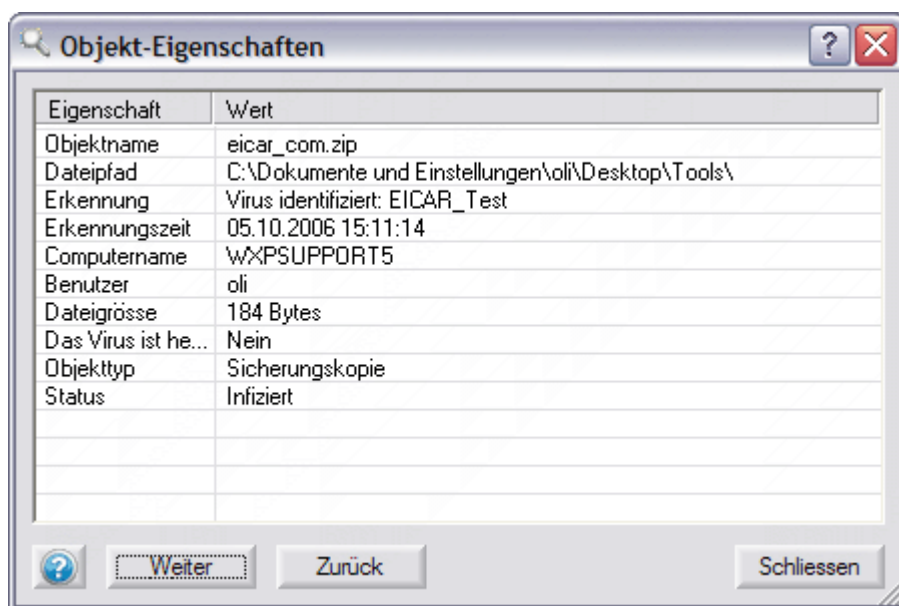 Objekt-Eigenschaften
Eigenschaft Wert
Objektname eicar_com.zip
Dateipfad C:\Dokumente und Einstellungen\oli\Desktop\Tools\
Erkennung Virus identifiziert: EICAR_Test
Erkennungszeit 05.10.2006 15:11:14
Computername WXPSUPPORT5
Benutzer oli
Dateigrösse 184 Bytes
Das Virus ist he... Nein
Objekttyp Sicherungskopie
Status Infiziert
Weiter Zurück Schliessen